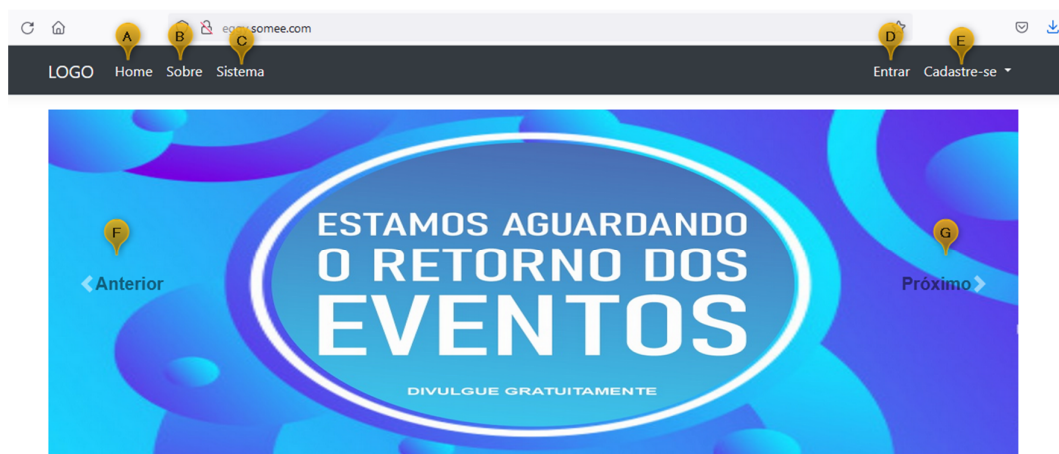 somee.com
A B C D E
LOGO Home Sobre Sistema Entrar Cadastre-se
ESTAMOS AGUARDANDO
O RETORNO DOS
EVENTOS
F G
Anterior Próximo
DIVULGUE GRATUITAMENTE